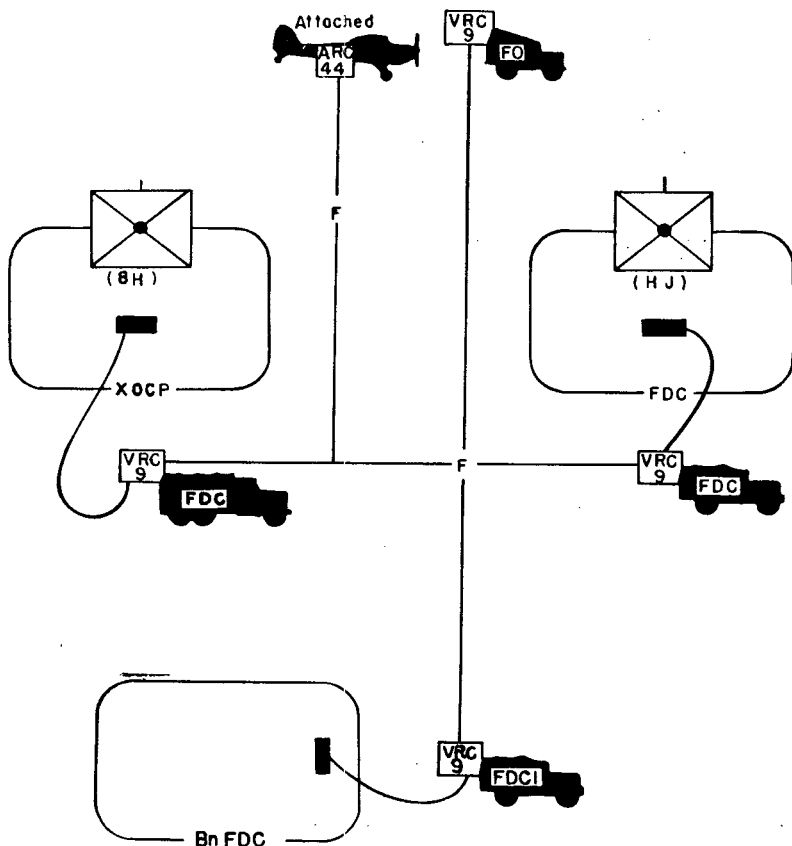 Attached
ARC
44
VRC
9
FO
F
(8H)
(HJ)
XOCP
FDC
VRC
9
FDC
F
VRC
9
FDC
VRC
9
FDC1
Bn FDC